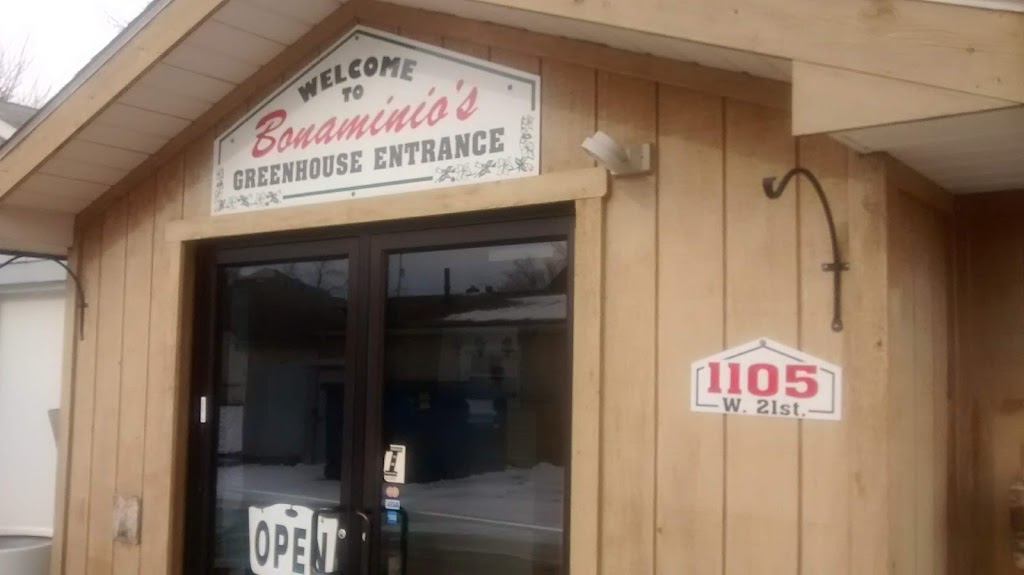 WELCOME
TO
Bonaminio's
GREENHOUSE ENTRANCE
1105
W. 21st.
OPEN